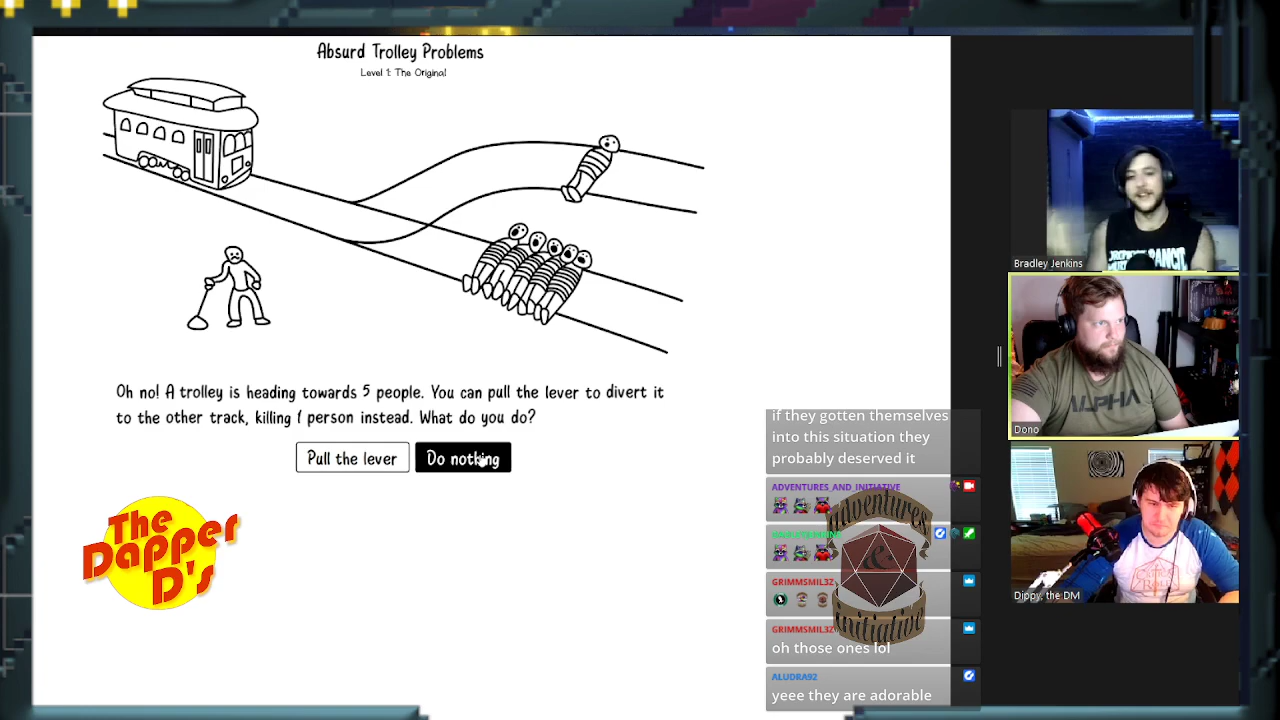 Absurd Trolley Problems
Level 1: The Original
Oh no! A trolley is heading towards 5 people. You can pull the lever to divert it
to the other track, killing 1 person instead. What do you do?
Pull the lever
Do nothing
The
Dapper
D's
if they gotten themselves
into this situation they
probably deserved it
ADVENTURES_AND_INITIATIVE
GRIMMSMIL3Z
GRIMMSMIL3Z
oh those ones lol
ALUDRA92
yeee they are adorable
adventures
&
initiative
Bradley Jenkins
ALPHA
Dono
Dippy, the DM